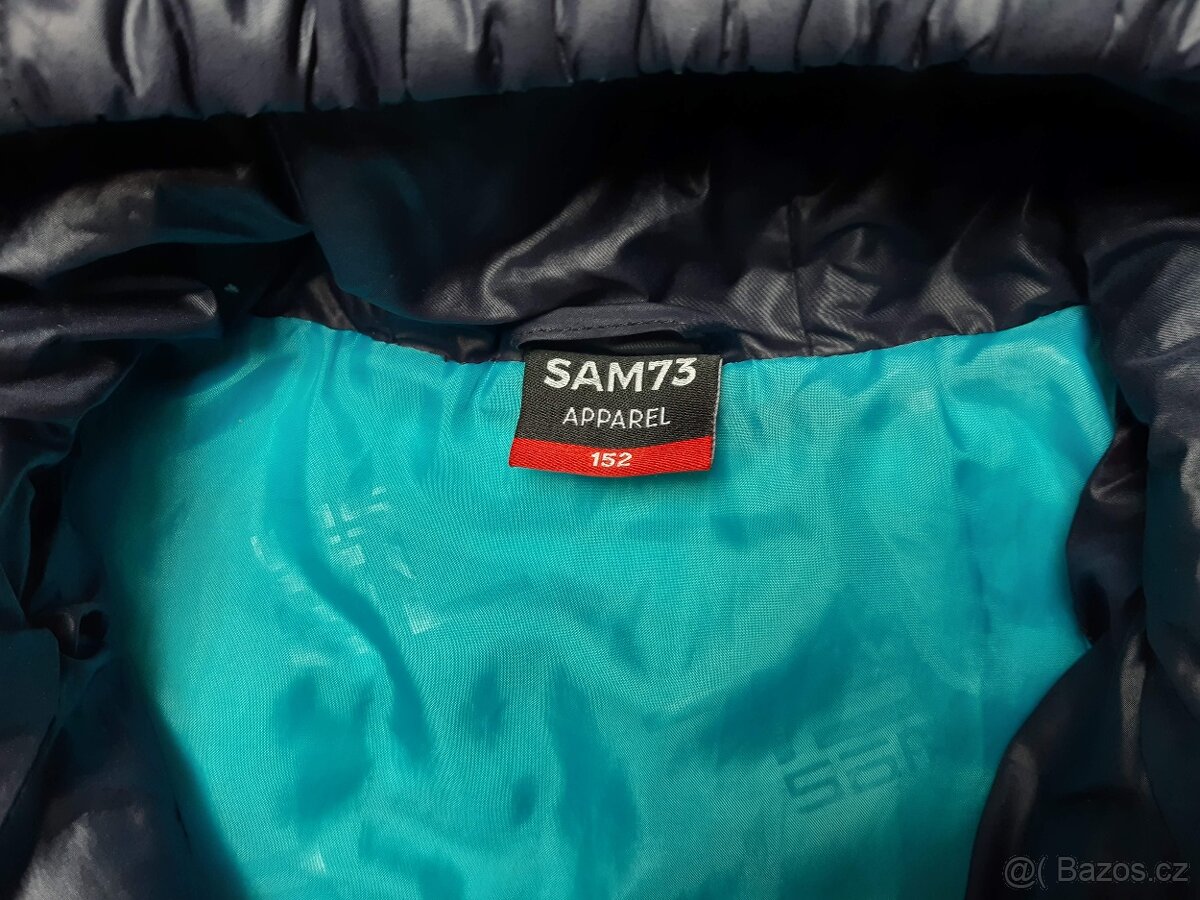 SAM73
APPAREL
152
@( Bazos.cz